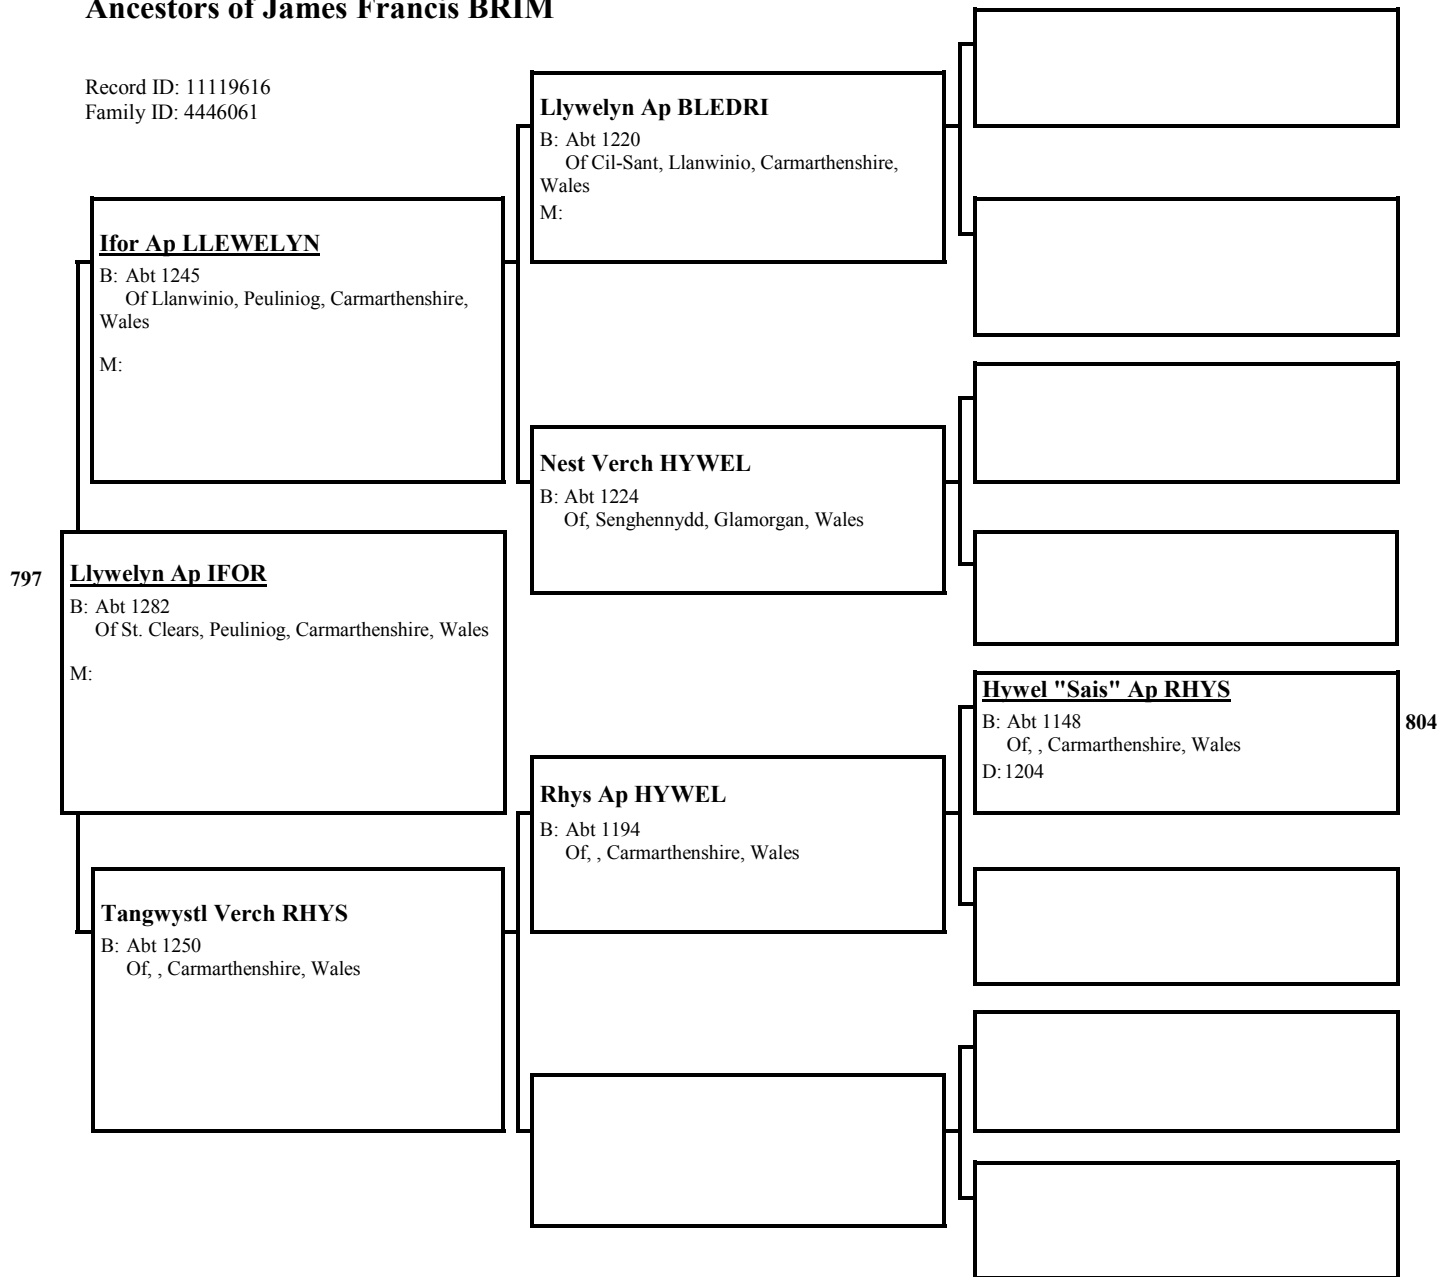 Ancestors of James Francis BRIM
Record ID: 11119616
Family ID: 4446061
Llywelyn Ap BLEDRI
B: Abt 1220
Of Cil-Sant, Llanwinio, Carmarthenshire,
Wales
M:
Ifor Ap LLEWELYN
B: Abt 1245
Of Llanwinio, Peuliniog, Carmarthenshire,
Wales
M:
Nest Verch HYWEL
B: Abt 1224
Of, Senghennydd, Glamorgan, Wales
797
Llywelyn Ap IFOR
B: Abt 1282
Of St. Clears, Peuliniog, Carmarthenshire, Wales
M:
Hywel "Sais" Ap RHYS
B: Abt 1148
Of, , Carmarthenshire, Wales
D: 1204
804
Rhys Ap HYWEL
B: Abt 1194
Of, , Carmarthenshire, Wales
Tangwystl Verch RHYS
B: Abt 1250
Of, , Carmarthenshire, Wales